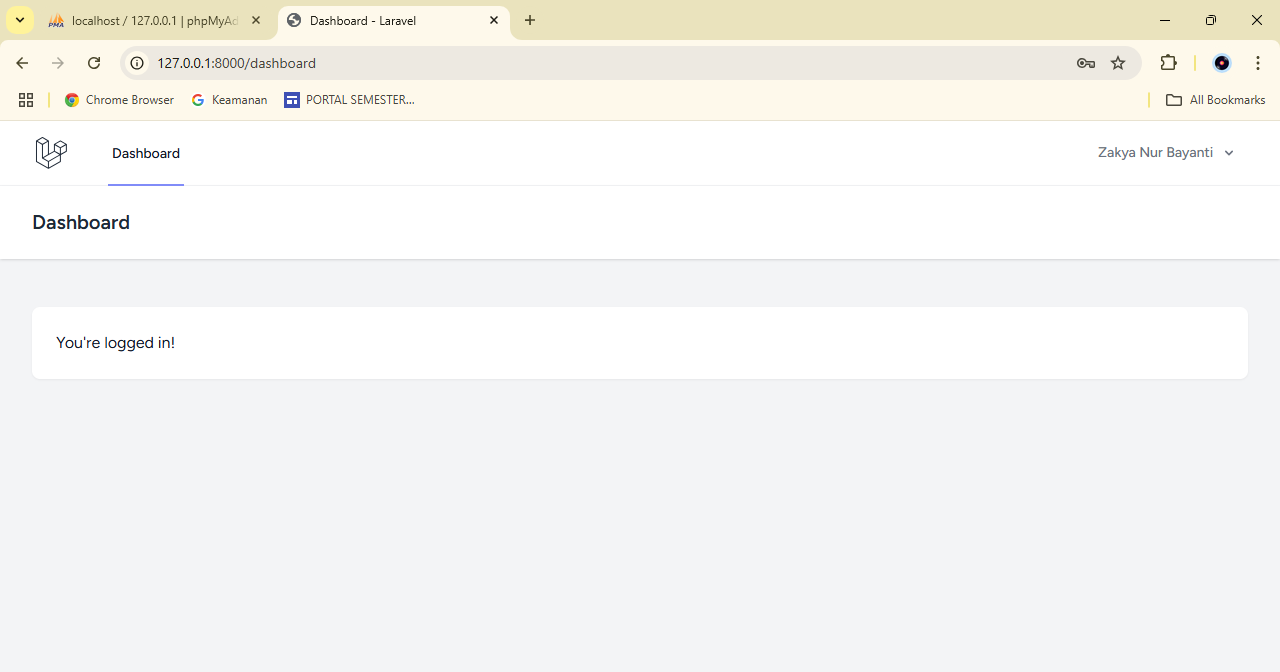 localhost / 127.0.0.1 | phpMyAd
Dashboard - Laravel
127.0.0.1:8000/dashboard
Chrome Browser
Keamanan
PORTAL SEMESTER...
All Bookmarks
Dashboard
Zakya Nur Bayanti
Dashboard
You're logged in!